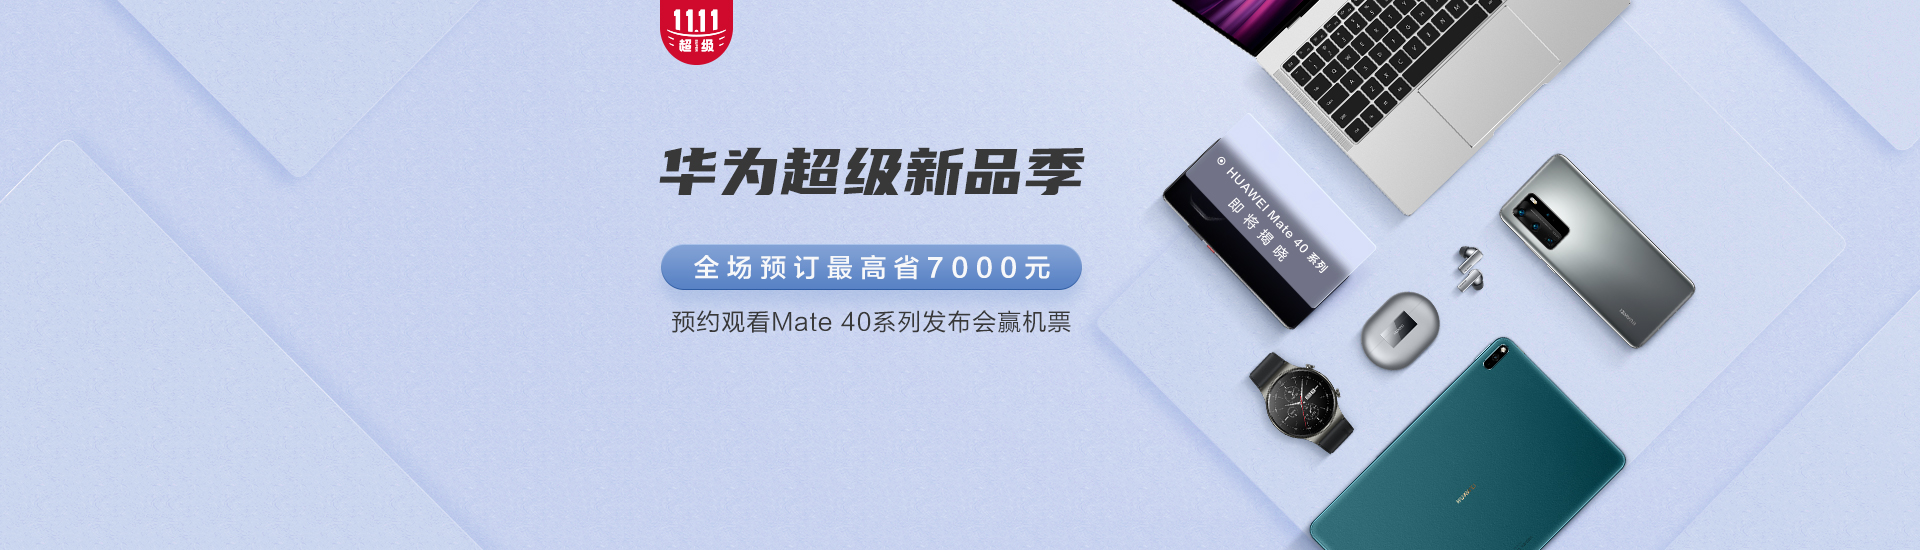 11.11
超级
华为超级新品季
全场预订最高省7000元
预约观看Mate 40系列发布会赢机票
HUAWEI Mate 40 系列
即将揭晓
HUAWEI